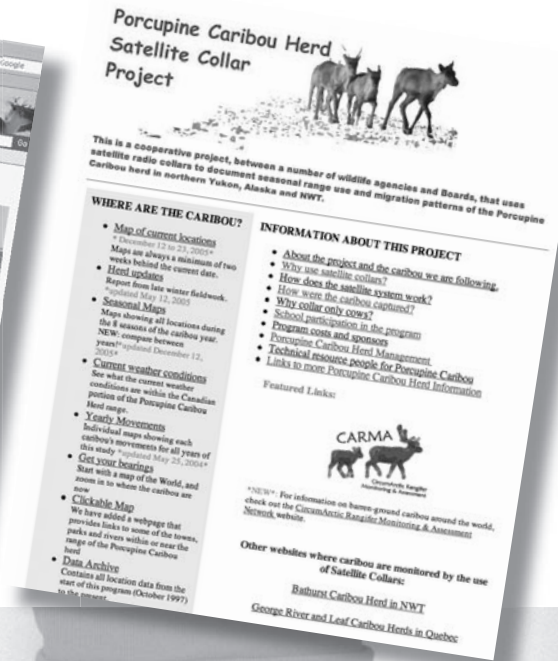 Google
Go
Porcupine Caribou Herd
Satellite Collar
Project
This is a cooperative project, between a number of wildlife agencies and Boards, that uses
satellite radio collars to document seasonal range use and migration patterns of the Porcupine
Caribou herd in northern Yukon, Alaska and NWT.
WHERE ARE THE CARIBOU?
• Map of current locations
* December 12 to 23, 2005*
Maps are always a minimum of two
weeks behind the current date.
• Herd updates
Report from late winter fieldwork.
*updated May 12, 2005
• Seasonal Maps
Maps showing all locations during
the 8 seasons of the caribou year.
NEW: compare between
years!*updated December 12,
2005*
• Current weather conditions
See what the current weather
conditions are within the Canadian
portion of the Porcupine Caribou
Herd range.
• Yearly Movements
Individual maps showing each
caribou's movements for all years of
this study *updated May 25, 2004*
• Get your bearings
Start with a map of the World, and
zoom in to where the caribou are
now
• Clickable Map
We have added a webpage that
provides links to some of the towns,
parks and rivers within or near the
range of the Porcupine Caribou
herd
• Data Archive
Contains all location data from the
start of this program (October 1997)
to the present.
INFORMATION ABOUT THIS PROJECT
• About the project and the caribou we are following.
• Why use satellite collars?
• How does the satellite system work?
• How were the caribou captured?
• Why collar only cows?
• School participation in the program
• Program costs and sponsors
• Porcupine Caribou Herd Management
• Technical resource people for Porcupine Caribou
• Links to more Porcupine Caribou Herd Information
Featured Links:
CARMA
CircumArctic Rangifer
Monitoring & Assessment
*NEW*: For information on barren-ground caribou around the world,
check out the CircumArctic Rangifer Monitoring & Assessment
Network website.
Other websites where caribou are monitored by the use
of Satellite Collars:
Bathurst Caribou Herd in NWT
George River and Leaf Caribou Herds in Quebec